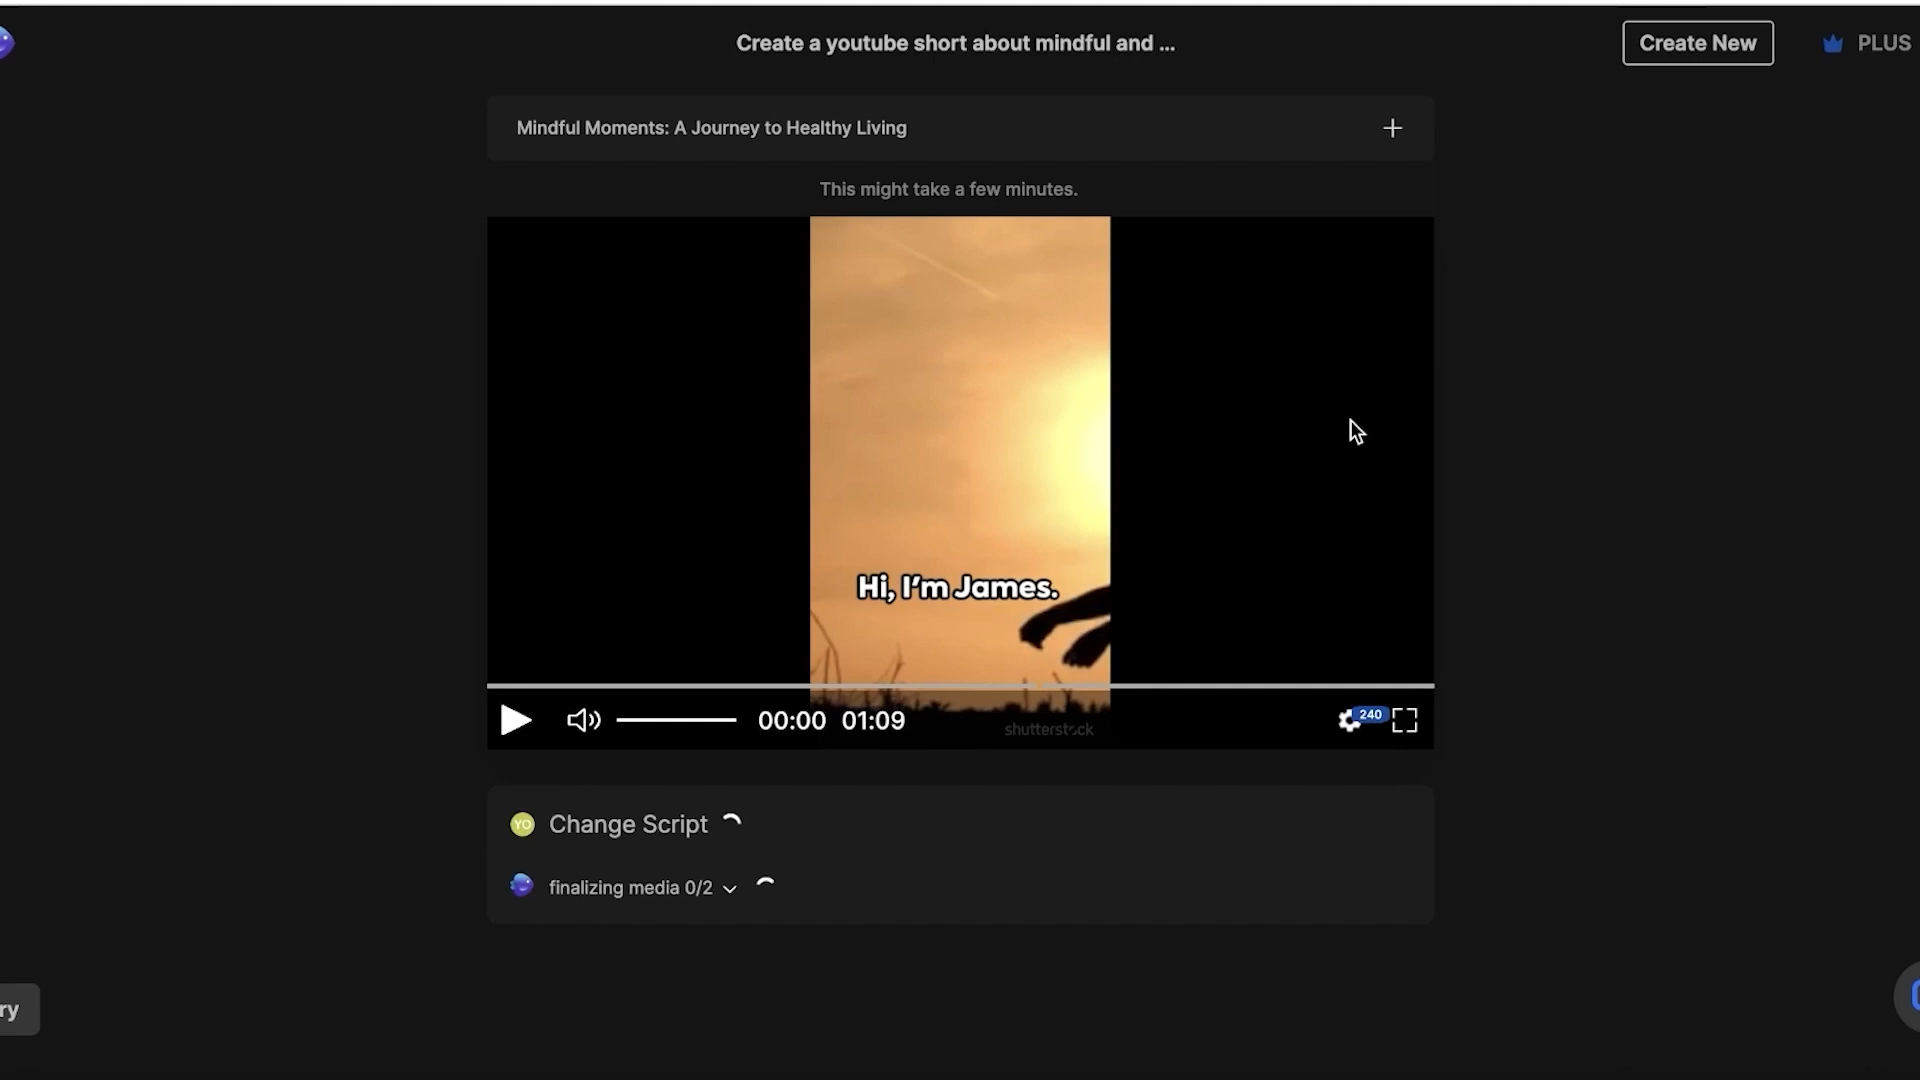 Create a youtube short about mindful and ...
Create New
PLUS
Mindful Moments: A Journey to Healthy Living
This might take a few minutes.
Hi, I'm James.
00:00 01:09
shutterstock
240
YO
Change Script
finalizing media 0/2
ry